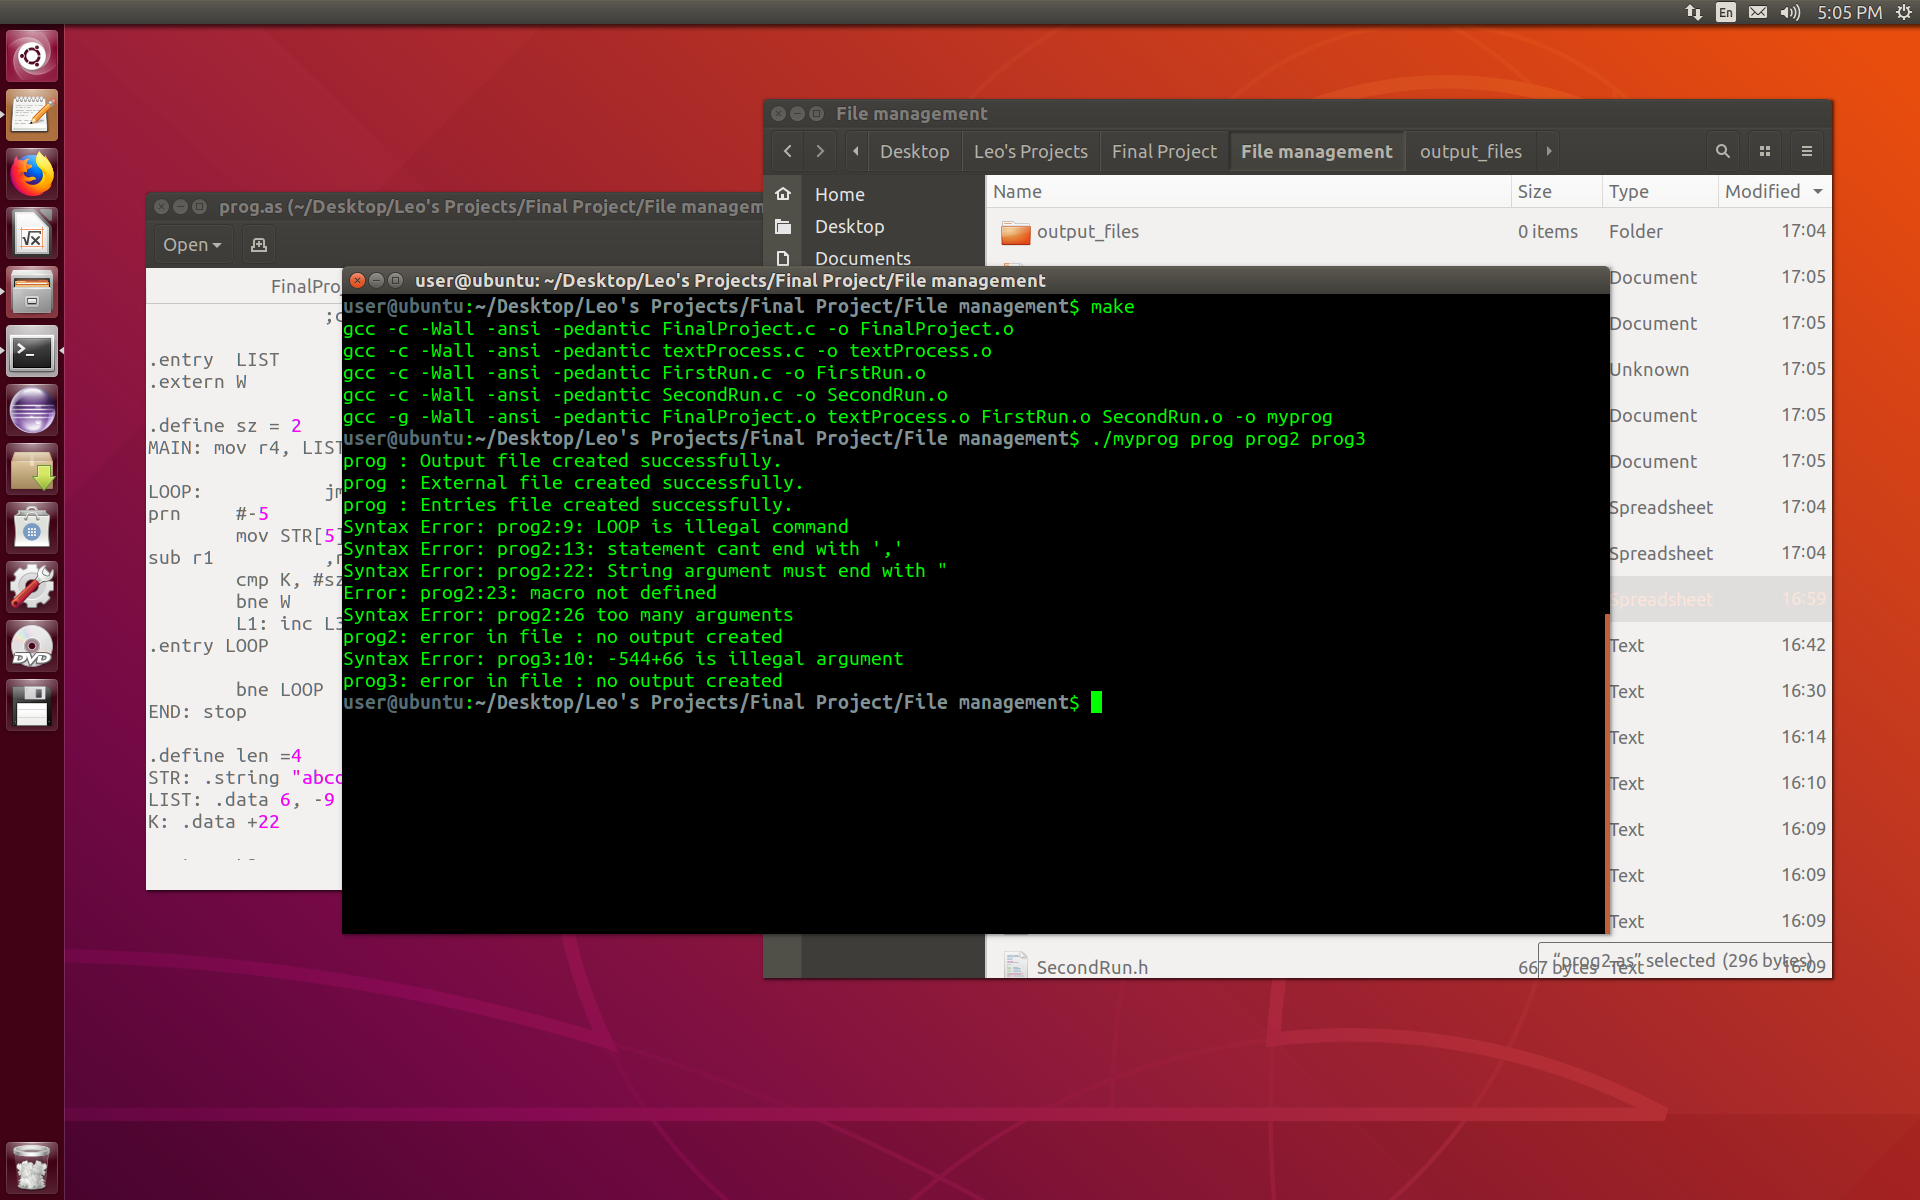 En
5:05 PM
File management
Desktop
Leo's Projects
Final Project
File management
output_files
Name
Size
Type
Modified
Home
Desktop
Documents
output_files
0 items
Folder
17:04
Document
17:05
Document
17:05
Unknown
17:05
Document
17:05
Document
17:05
Spreadsheet
17:04
Spreadsheet
17:04
Spreadsheet
16:59
Text
16:42
Text
16:30
Text
16:14
Text
16:10
Text
16:09
Text
16:09
Text
16:09
SecondRun.h
667 bytes
Text
16:09
“prog2.as” selected (296 bytes)
prog.as (~/Desktop/Leo's Projects/Final Project/File managem
Open
FinalPro
.entry LIST
.extern W
.define sz = 2
MAIN: mov r4, LIST
LOOP: jm
prn #-5
mov STR[5]
sub r1 ,r
cmp K, #sz
bne W
L1: inc L3
.entry LOOP
bne LOOP
END: stop
.define len =4
STR: .string "abcd
LIST: .data 6, -9
K: .data +22
user@ubuntu: ~/Desktop/Leo's Projects/Final Project/File management
user@ubuntu:~/Desktop/Leo's Projects/Final Project/File management$ make
gcc -c -Wall -ansi -pedantic FinalProject.c -o FinalProject.o
gcc -c -Wall -ansi -pedantic textProcess.c -o textProcess.o
gcc -c -Wall -ansi -pedantic FirstRun.c -o FirstRun.o
gcc -c -Wall -ansi -pedantic SecondRun.c -o SecondRun.o
gcc -g -Wall -ansi -pedantic FinalProject.o textProcess.o FirstRun.o SecondRun.o -o myprog
user@ubuntu:~/Desktop/Leo's Projects/Final Project/File management$ ./myprog prog prog2 prog3
prog : Output file created successfully.
prog : External file created successfully.
prog : Entries file created successfully.
Syntax Error: prog2:9: LOOP is illegal command
Syntax Error: prog2:13: statement cant end with ','
Syntax Error: prog2:22: String argument must end with "
Error: prog2:23: macro not defined
Syntax Error: prog2:26 too many arguments
prog2: error in file : no output created
Syntax Error: prog3:10: -544+66 is illegal argument
prog3: error in file : no output created
user@ubuntu:~/Desktop/Leo's Projects/Final Project/File management$
DVD